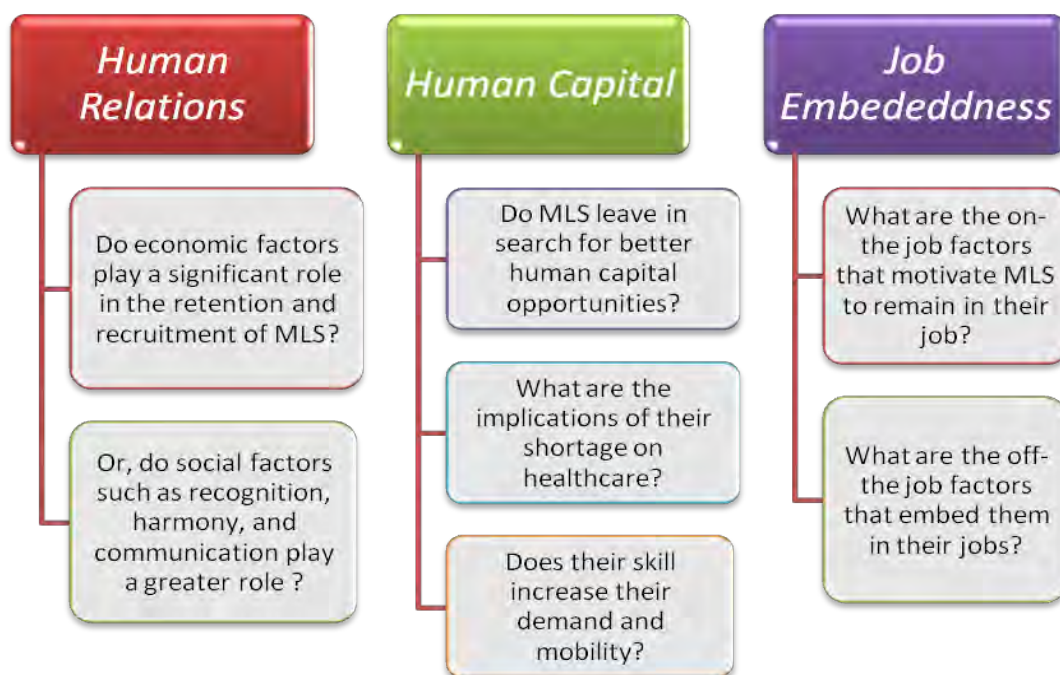 Human
Relations
Do economic factors
play a significant role
in the retention and
recruitment of MLS?
Or, do social factors
such as recognition,
harmony, and
communication play
a greater role ?
Human Capital
Do MLS leave in
search for better
human capital
opportunities?
What are the
implications of their
shortage on
healthcare?
Does their skill
increase their
demand and
mobility?
Job
Embededdness
What are the on-
the job factors
that motivate MLS
to remain in their
job?
What are the off-
the job factors
that embed them
in their jobs?